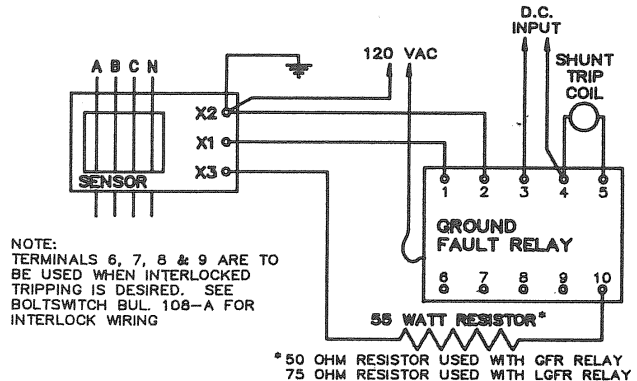 D.C.
INPUT
120 VAC
SHUNT
TRIP
COIL
A B C N
X2
X1
X3
SENSOR
1 2 3 4 5
GROUND
FAULT RELAY
6 7 8 9 10
NOTE:
TERMINALS 6, 7, 8 & 9 ARE TO
BE USED WHEN INTERLOCKED
TRIPPING IS DESIRED. SEE
BOLTSWITCH BUL. 108-A FOR
INTERLOCK WIRING
55 WATT RESISTOR*
*50 OHM RESISTOR USED WITH GFR RELAY
75 OHM RESISTOR USED WITH LGFR RELAY